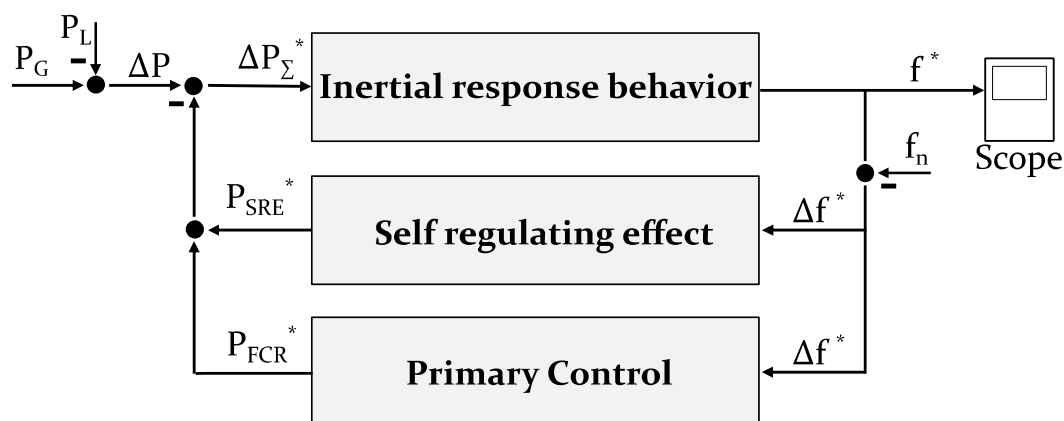 P_L
P_G
ΔP
ΔP_Σ*
Inertial response behavior
f*
f_n
Scope
P_SRE*
Self regulating effect
Δf*
P_FCR*
Primary Control
Δf*